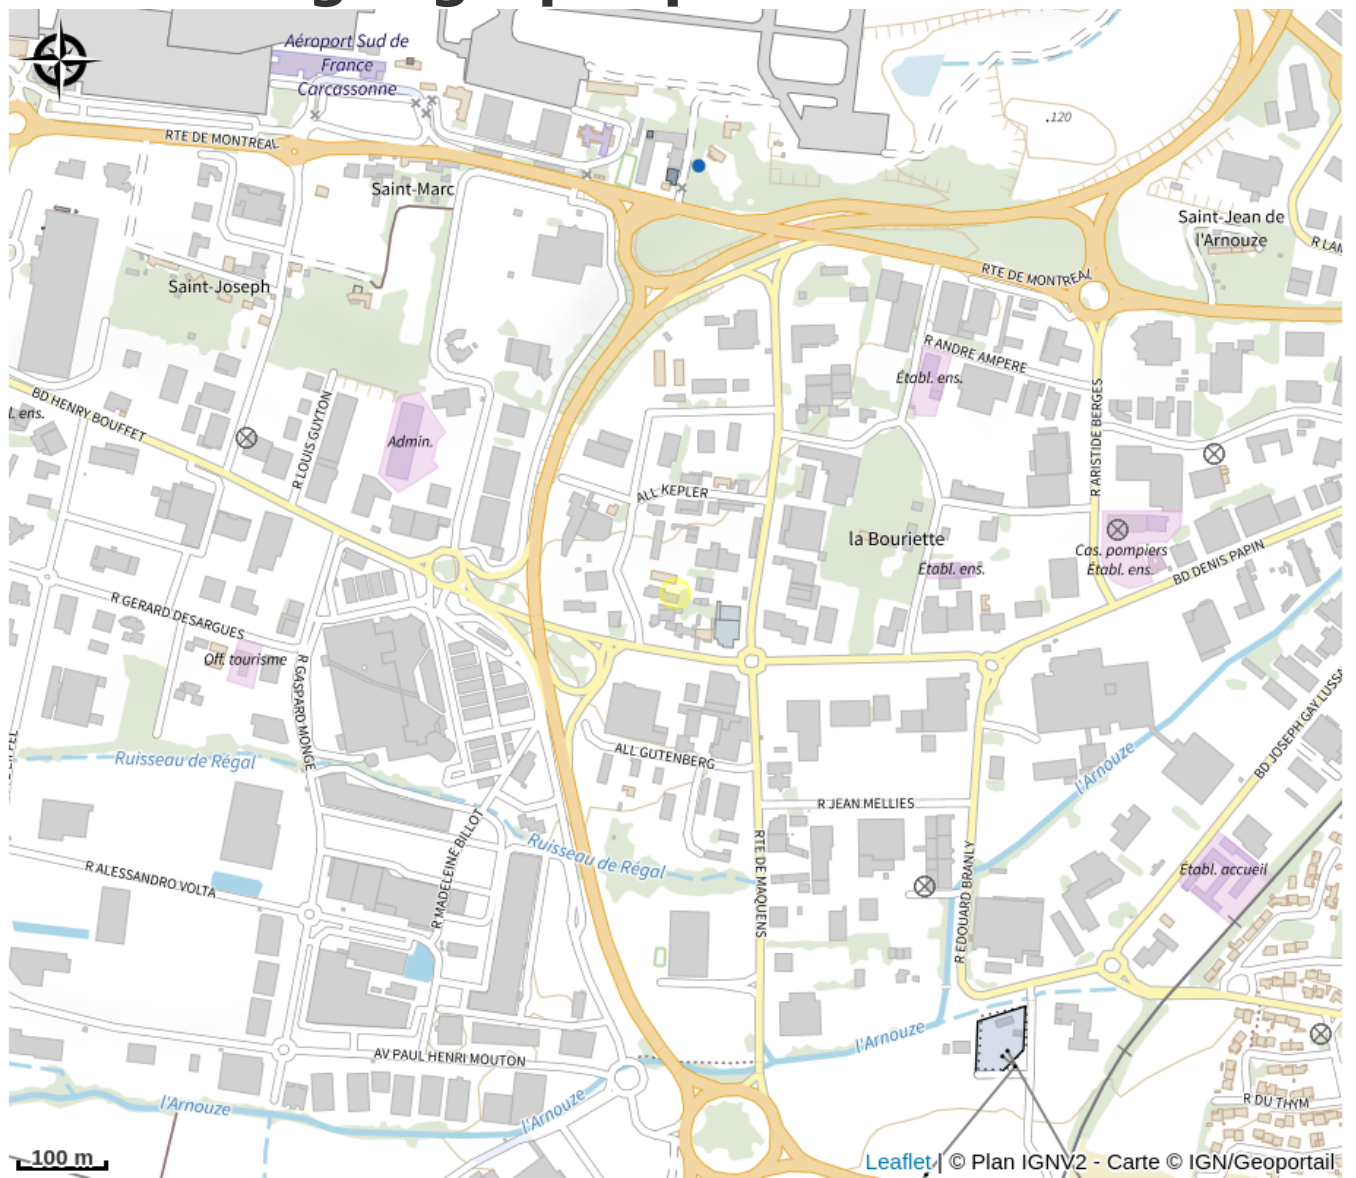 Aéroport Sud de
France
Carcassonne
.120
RTE DE MONTREAL
Saint-Marc
Saint-Jean de
l'Arnouze
R LAN
Saint-Joseph
RTE DE MONTREAL
R ANDRE AMPERE
Établ. ens.
BD HENRY BOUFFET
l. ens.
R LOUIS GUYTON
Admin.
R ARISTIDE BERGES
ALL KEPLER
la Bouriette
Cas. pompiers
Établ. ens.
Établ. ens.
BD DENIS PAPIN
R GERARD DESARGUES
Off. tourisme
R GASPARD MONGE
BD JOSEPH GAY LUSSA
Ruisseau de Régal
ALL GUTENBERG
l'Arnouze
R JEAN MELLIES
R MADELEINE BILLOT
Ruisseau de Régal
RTE DE MAQUENS
R EDOUARD BRANLY
Établ. accueil
R ALESSANDRO VOLTA
l'Arnouze
AV PAUL HENRI MOUTON
l'Arnouze
l'Arnouze
R DU THYM
100 m
Leaflet | © Plan IGNV2 - Carte © IGN/Geoportail